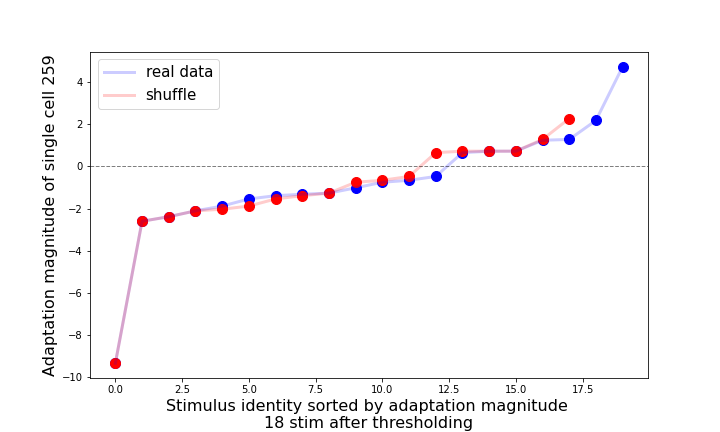 real data
shuffle
Adaptation magnitude of single cell 259
4
2
0
−2
−4
−6
−8
−10
0.0 2.5 5.0 7.5 10.0 12.5 15.0 17.5
Stimulus identity sorted by adaptation magnitude
18 stim after thresholding